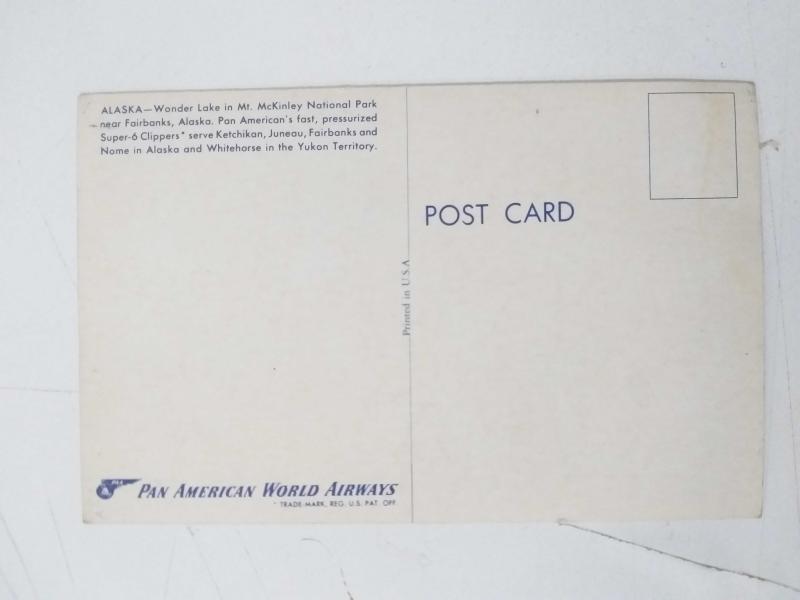 ALASKA—Wonder Lake in Mt. McKinley National Park
near Fairbanks, Alaska. Pan American's fast, pressurized
Super-6 Clippers* serve Ketchikan, Juneau, Fairbanks and
Nome in Alaska and Whitehorse in the Yukon Territory.
POST CARD
Printed in U.S.A
PAA
PAN AMERICAN WORLD AIRWAYS
* TRADE-MARK, REG. U.S. PAT. OFF.